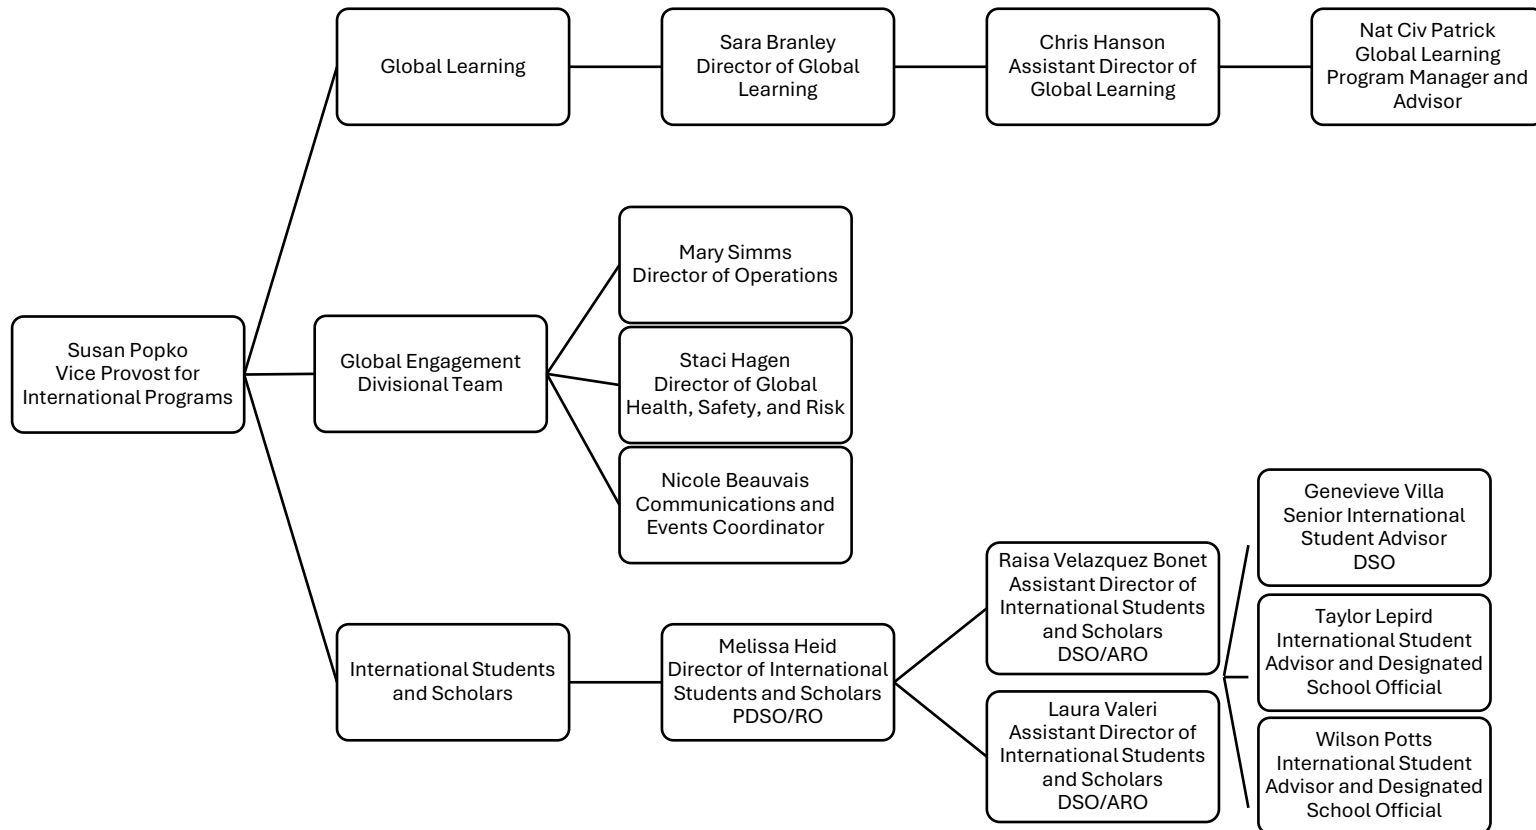 Global Learning
Sara Branley
Director of Global
Learning
Chris Hanson
Assistant Director of
Global Learning
Nat Civ Patrick
Global Learning
Program Manager and
Advisor
Susan Popko
Vice Provost for
International Programs
Global Engagement
Divisional Team
Mary Simms
Director of Operations
Staci Hagen
Director of Global
Health, Safety, and Risk
Nicole Beauvais
Communications and
Events Coordinator
International Students
and Scholars
Melissa Heid
Director of International
Students and Scholars
PDSO/RO
Raisa Velazquez Bonet
Assistant Director of
International Students
and Scholars
DSO/ARO
Laura Valeri
Assistant Director of
International Students
and Scholars
DSO/ARO
Genevieve Villa
Senior International
Student Advisor
DSO
Taylor Lepird
International Student
Advisor and Designated
School Official
Wilson Potts
International Student
Advisor and Designated
School Official